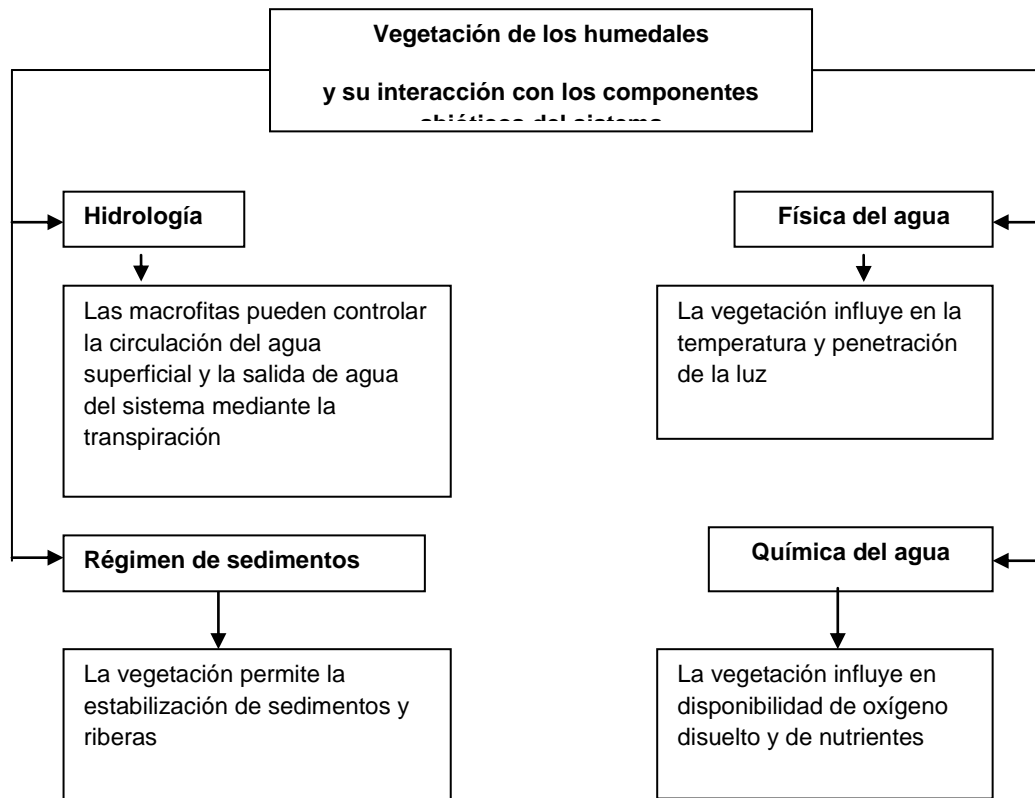 Vegetación de los humedales
y su interacción con los componentes
abióticos del sistema
Hidrología
Las macrofitas pueden controlar
la circulación del agua
superficial y la salida de agua
del sistema mediante la
transpiración
Régimen de sedimentos
La vegetación permite la
estabilización de sedimentos y
riberas
Física del agua
La vegetación influye en la
temperatura y penetración
de la luz
Química del agua
La vegetación influye en
disponibilidad de oxígeno
disuelto y de nutrientes